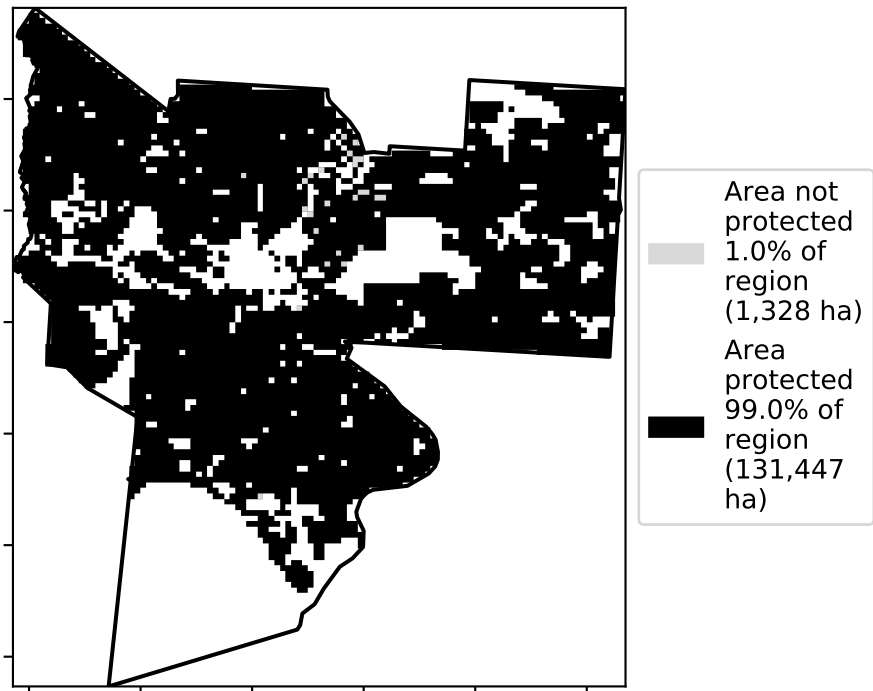 Area not
protected
1.0% of
region
(1,328 ha)
Area
protected
99.0% of
region
(131,447
ha)